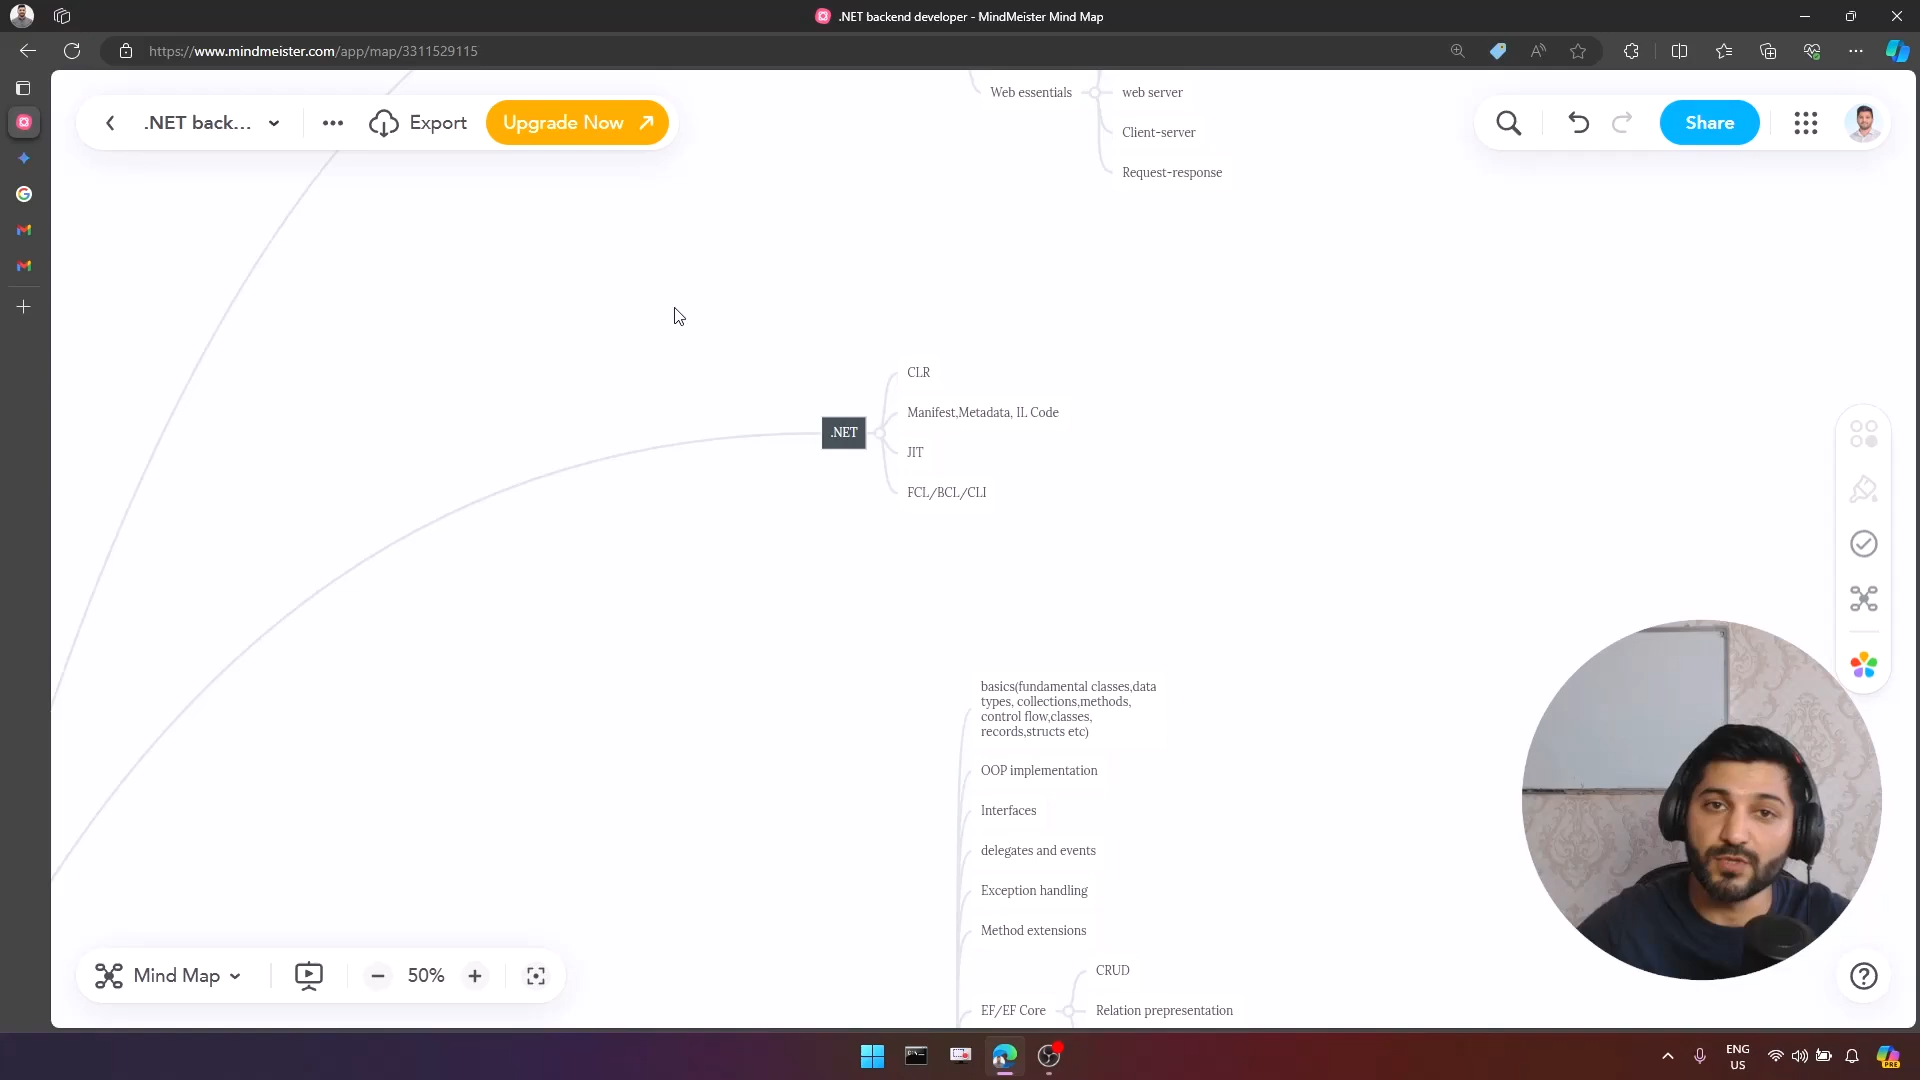 .NET backend developer - MindMeister Mind Map
https://www.mindmeister.com/app/map/3311529115
.NET back...
Export
Upgrade Now
Share
Web essentials
web server
Client-server
Request-response
.NET
CLR
Manifest,Metadata, IL Code
JIT
FCL/BCL/CLI
basics(fundamental classes,data
types, collections,methods,
control flow,classes,
records,structs etc)
OOP implementation
Interfaces
delegates and events
Exception handling
Method extensions
EF/EF Core
CRUD
Relation prepresentation
Mind Map
50%
ENG
US
PRE